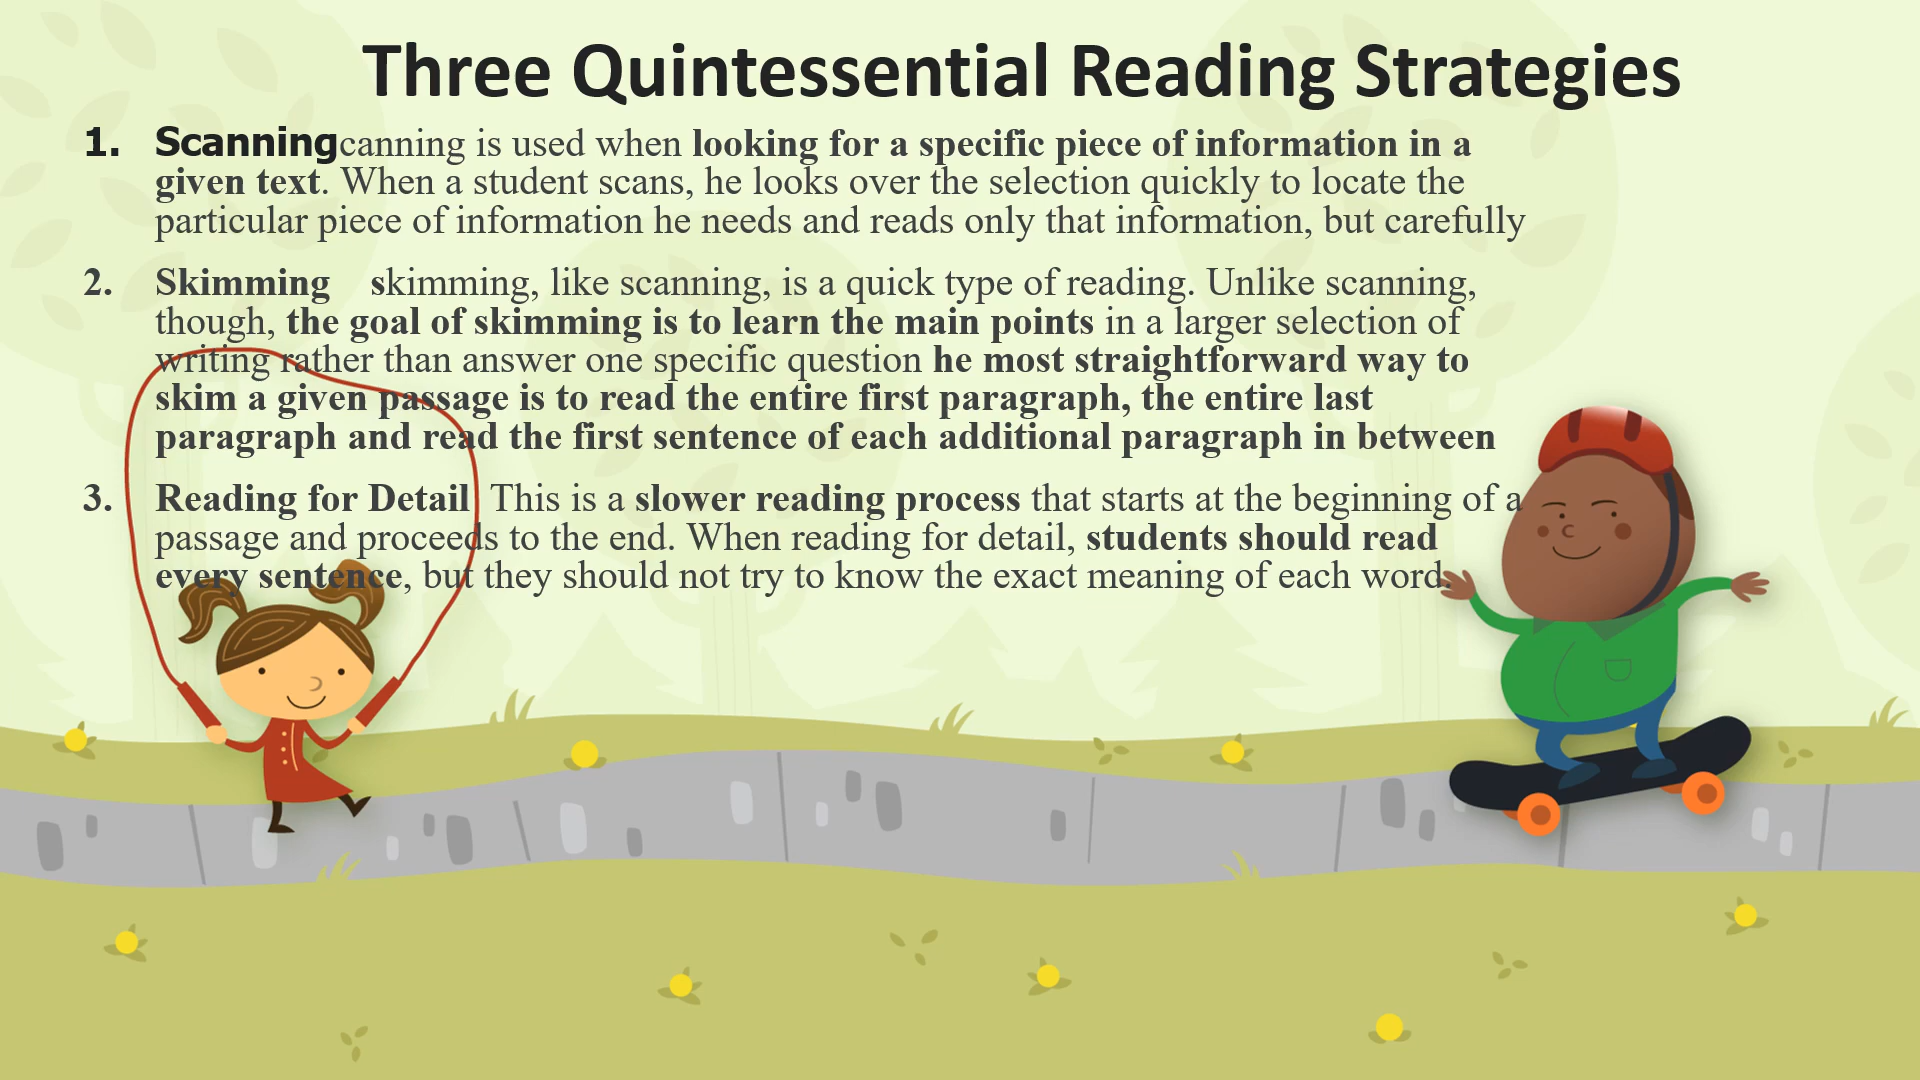 Three Quintessential Reading Strategies
1. Scanningcanning is used when looking for a specific piece of information in a
given text. When a student scans, he looks over the selection quickly to locate the
particular piece of information he needs and reads only that information, but carefully
2. Skimming skimming, like scanning, is a quick type of reading. Unlike scanning,
though, the goal of skimming is to learn the main points in a larger selection of
writing rather than answer one specific question he most straightforward way to
skim a given passage is to read the entire first paragraph, the entire last
paragraph and read the first sentence of each additional paragraph in between
3. Reading for Detail This is a slower reading process that starts at the beginning of a
passage and proceeds to the end. When reading for detail, students should read
every sentence, but they should not try to know the exact meaning of each word.